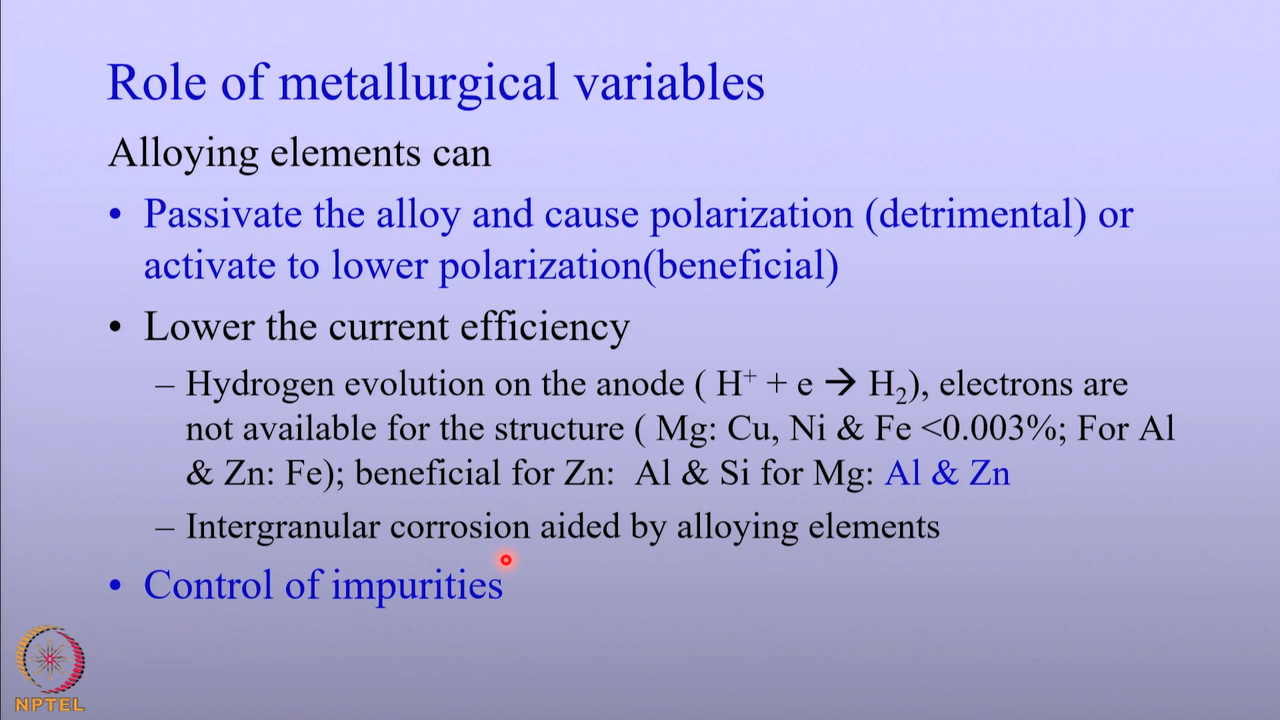 Role of metallurgical variables
Alloying elements can
• Passivate the alloy and cause polarization (detrimental) or
activate to lower polarization(beneficial)
• Lower the current efficiency
– Hydrogen evolution on the anode ( H⁺ + e → H₂), electrons are
not available for the structure ( Mg: Cu, Ni & Fe <0.003%; For Al
& Zn: Fe); beneficial for Zn:  Al & Si for Mg: Al & Zn
– Intergranular corrosion aided by alloying elements
• Control of impurities
NPTEL